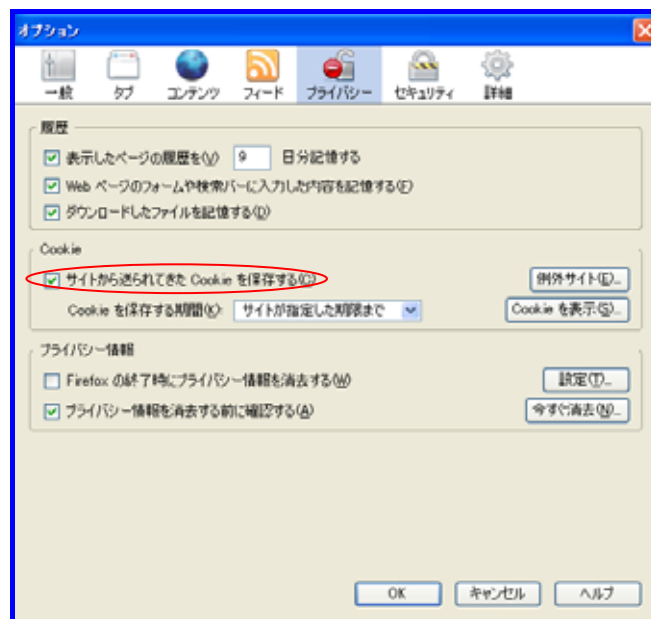 オプション
一般 タブ コンテンツ フィード プライバシー セキュリティ 詳細
履歴
表示したページの履歴を(V) 9 日分記憶する
Web ページのフォームや検索バーに入力した内容を記憶する(E)
ダウンロードしたファイルを記憶する(D)
Cookie
サイトから送られてきた Cookie を保存する(C) 例外サイト(E)...
Cookie を保存する期間(K): サイトが指定した期限まで Cookie を表示(S)...
プライバシー情報
Firefox の終了時にプライバシー情報を消去する(W) 設定(T)...
プライバシー情報を消去する前に確認する(A) 今すぐ消去(N)...
OK キャンセル ヘルプ